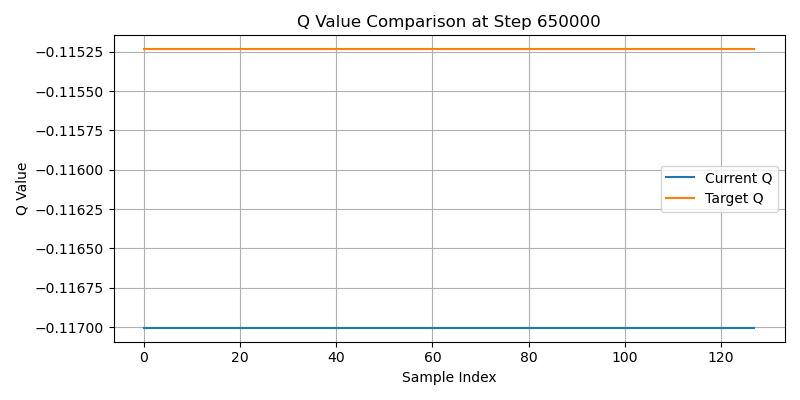 Q Value Comparison at Step 650000
Q Value
−0.11525
−0.11550
−0.11575
−0.11600
−0.11625
−0.11650
−0.11675
−0.11700
Current Q
Target Q
0 20 40 60 80 100 120
Sample Index